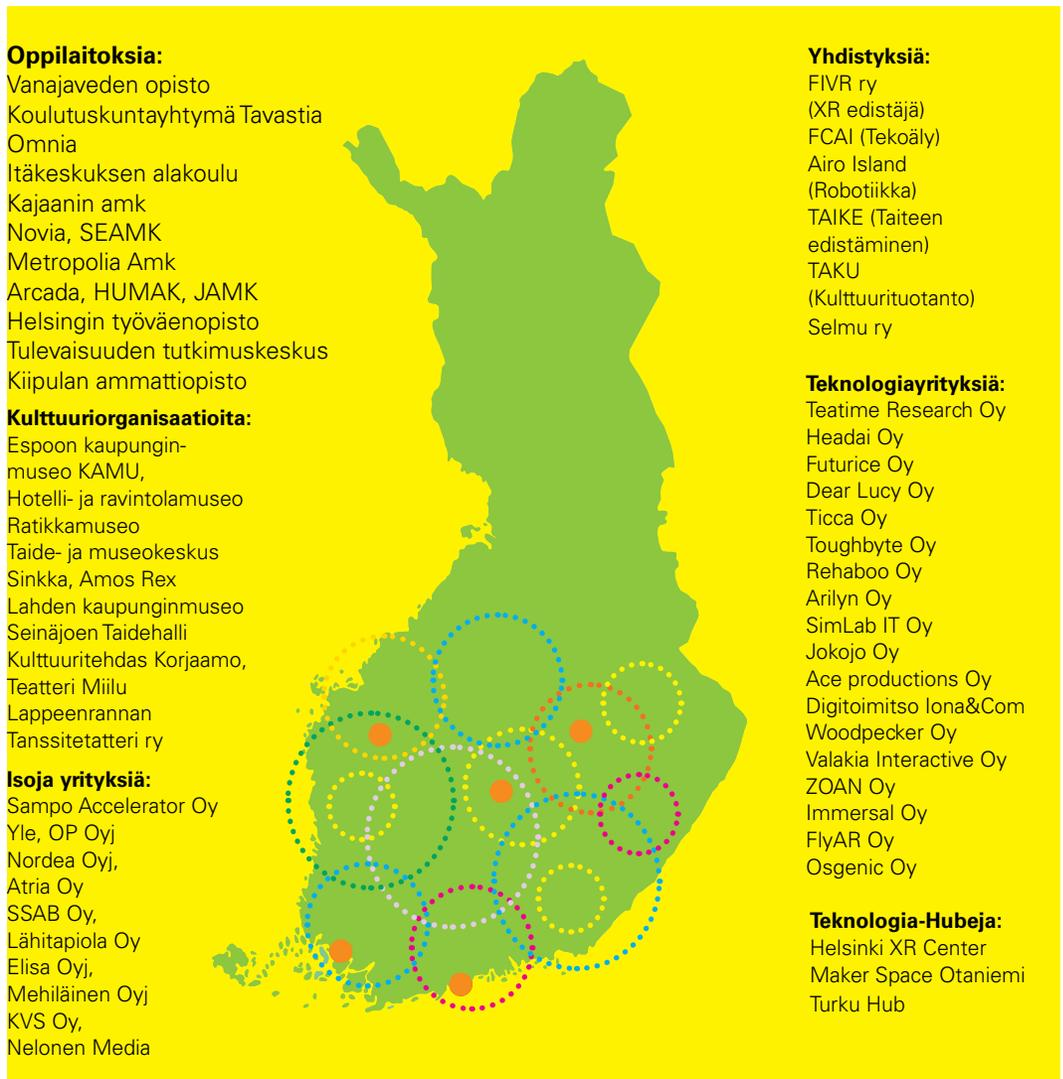 Oppilaitoksia:
Vanajaveden opisto
Koulutuskuntayhtymä Tavastia
Omnia
Itäkeskuksen alakoulu
Kajaanin amk
Novia, SEAMK
Metropolia Amk
Arcada, HUMAK, JAMK
Helsingin työväenopisto
Tulevaisuuden tutkimuskeskus
Kiipulan ammattiopisto
Kulttuuriorganisaatioita:
Espoon kaupungin-
museo KAMU,
Hotelli- ja ravintolamuseo
Ratikkamuseo
Taide- ja museokeskus
Sinkka, Amos Rex
Lahden kaupunginmuseo
Seinäjoen Taidehalli
Kulttuuritehdas Korjaamo,
Teatteri Miilu
Lappeenrannan
Tanssitetatteri ry
Isoja yrityksiä:
Sampo Accelerator Oy
Yle, OP Oyj
Nordea Oyj,
Atria Oy
SSAB Oy,
Lähitapiola Oy
Elisa Oyj,
Mehiläinen Oyj
KVS Oy,
Nelonen Media
Yhdistyksiä:
FIVR ry
(XR edistäjä)
FCAI (Tekoäly)
Airo Island
(Robotiikka)
TAIKE (Taiteen
edistäminen)
TAKU
(Kulttuurituotanto)
Selmu ry
Teknologiayrityksiä:
Teatime Research Oy
Headai Oy
Futurice Oy
Dear Lucy Oy
Ticca Oy
Toughbyte Oy
Rehaboo Oy
Arilyn Oy
SimLab IT Oy
Jokojo Oy
Ace productions Oy
Digitoimitso Iona&Com
Woodpecker Oy
Valakia Interactive Oy
ZOAN Oy
Immersal Oy
FlyAR Oy
Osgenic Oy
Teknologia-Hubeja:
Helsinki XR Center
Maker Space Otaniemi
Turku Hub